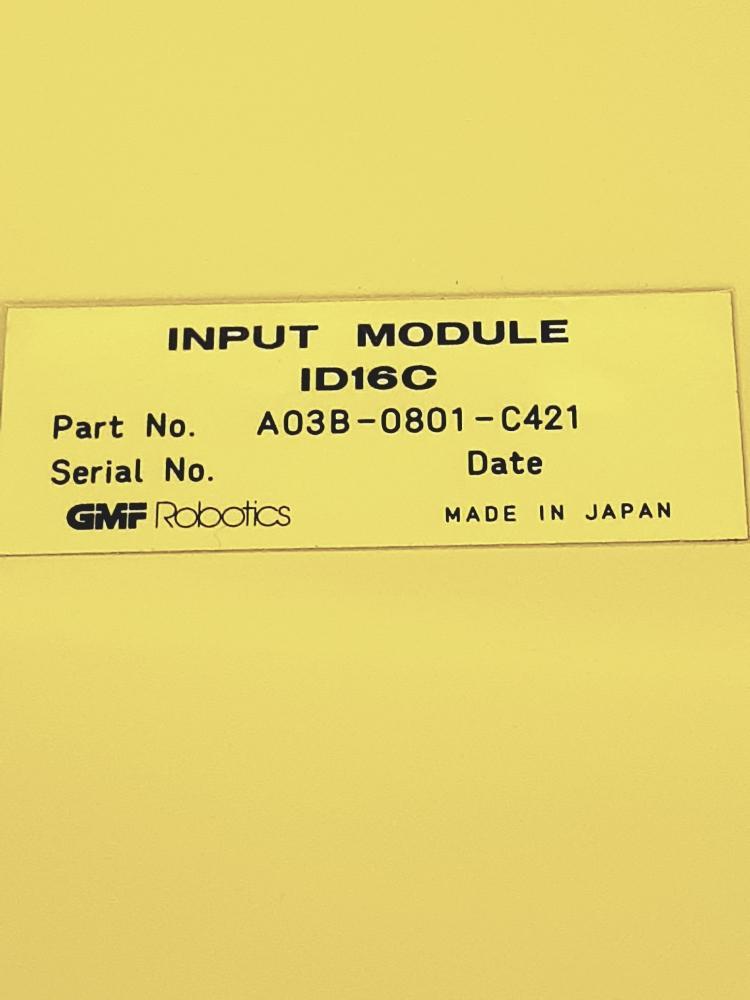 INPUT MODULE
ID16C
Part No. A03B-0801-C421
Serial No. Date
GMF Robotics MADE IN JAPAN